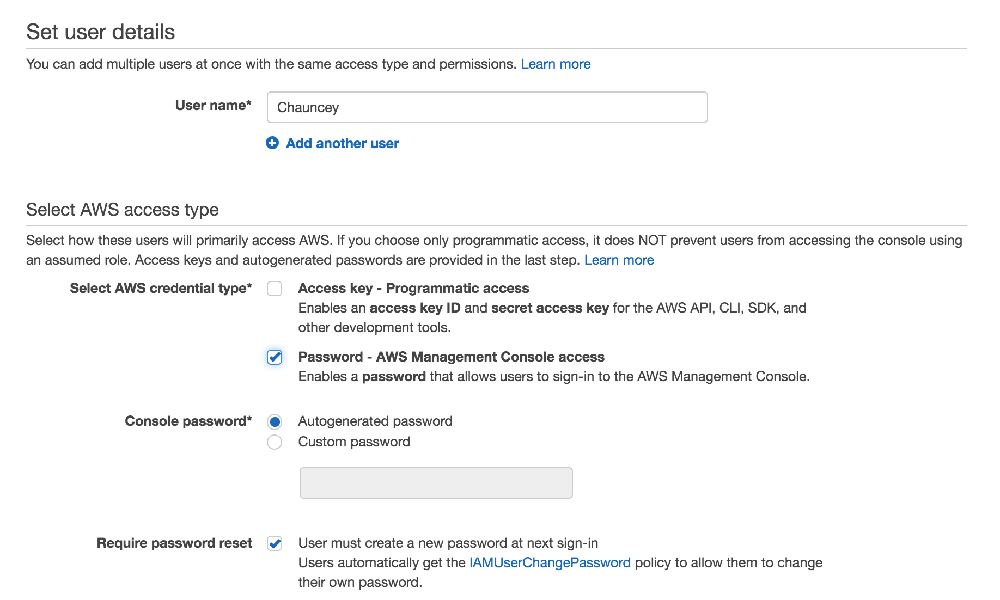 Set user details
You can add multiple users at once with the same access type and permissions. Learn more
User name*
Chauncey
Add another user
Select AWS access type
Select how these users will primarily access AWS. If you choose only programmatic access, it does NOT prevent users from accessing the console using
an assumed role. Access keys and autogenerated passwords are provided in the last step. Learn more
Select AWS credential type*
Access key - Programmatic access
Enables an access key ID and secret access key for the AWS API, CLI, SDK, and
other development tools.
Password - AWS Management Console access
Enables a password that allows users to sign-in to the AWS Management Console.
Console password*
Autogenerated password
Custom password
Require password reset
User must create a new password at next sign-in
Users automatically get the IAMUserChangePassword policy to allow them to change
their own password.